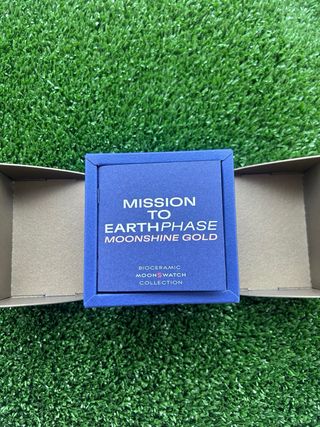 MISSION
TO
EARTHPHASE
MOONSHINE GOLD
BIOCERAMIC
MOONSWATCH
COLLECTION